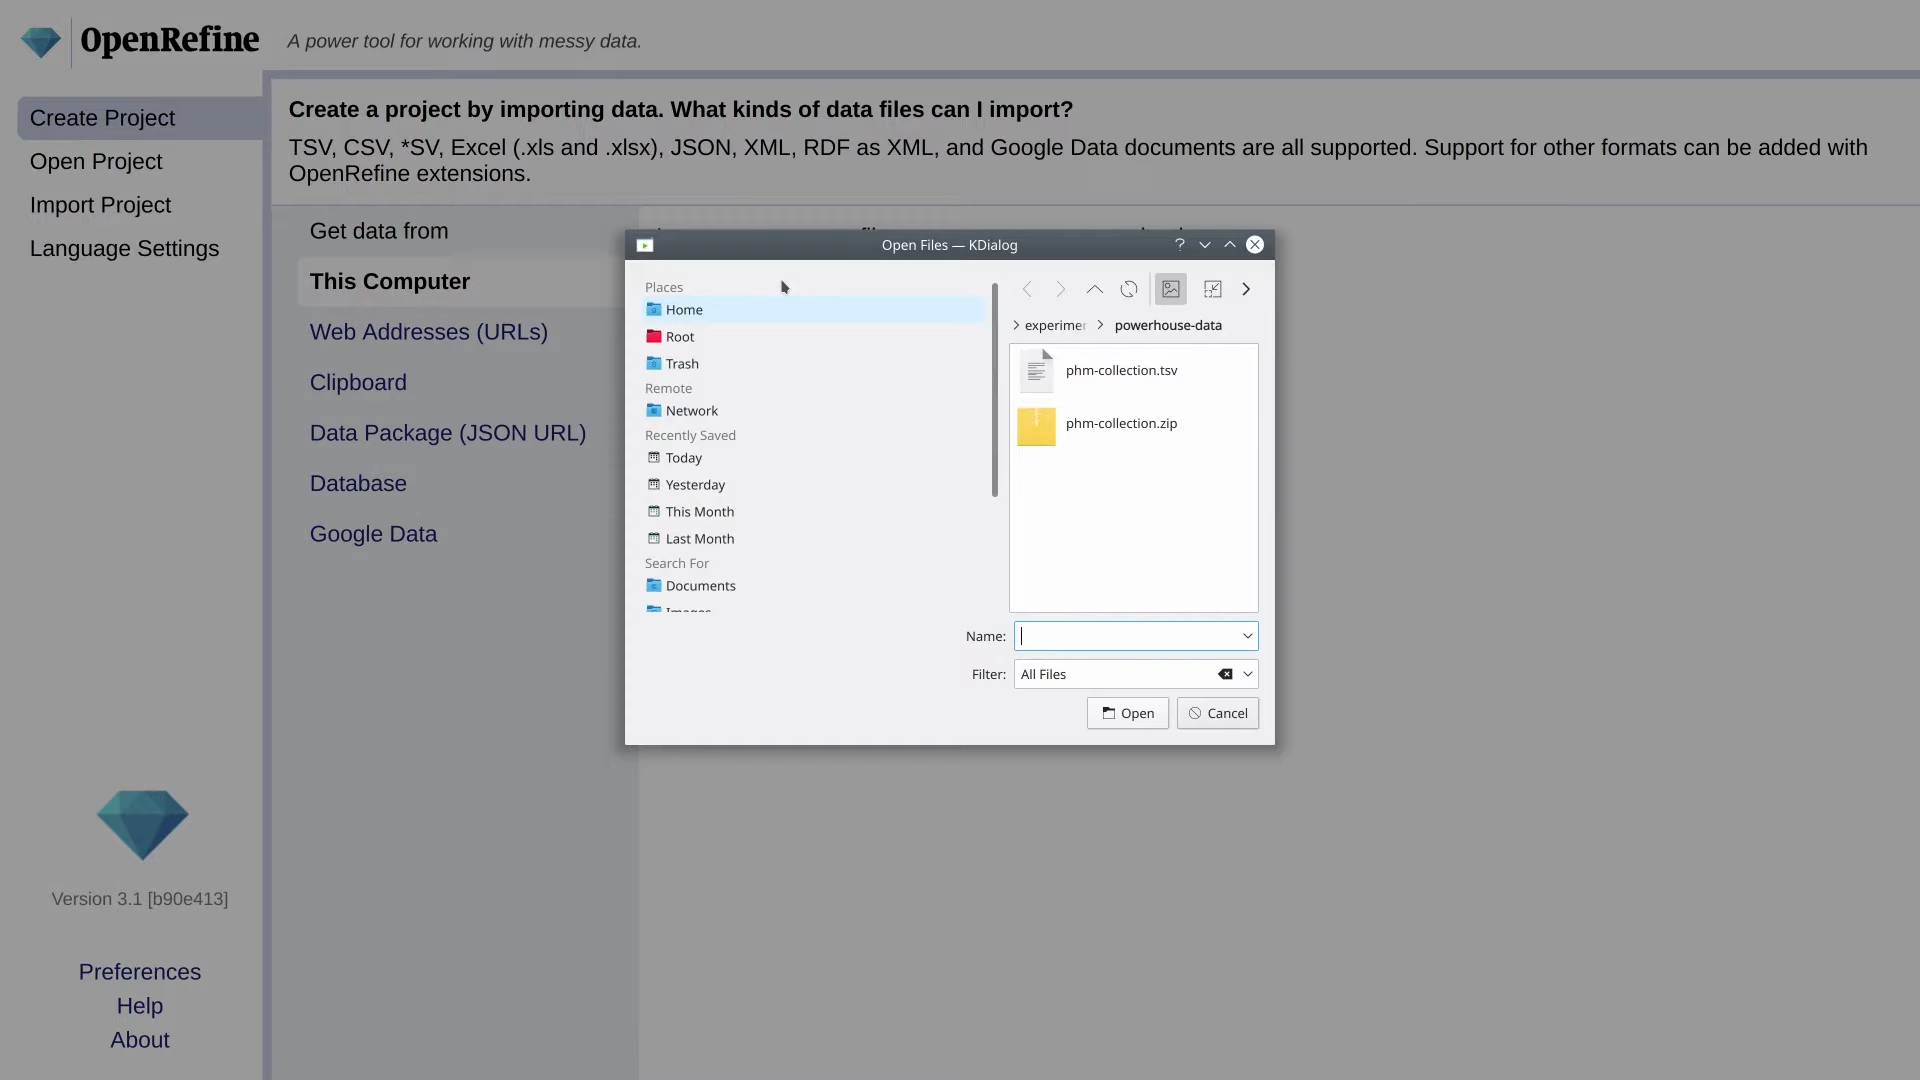 OpenRefine
A power tool for working with messy data.
Create Project
Open Project
Import Project
Language Settings
Create a project by importing data. What kinds of data files can I import?
TSV, CSV, *SV, Excel (.xls and .xlsx), JSON, XML, RDF as XML, and Google Data documents are all supported. Support for other formats can be added with
OpenRefine extensions.
Get data from
This Computer
Web Addresses (URLs)
Clipboard
Data Package (JSON URL)
Database
Google Data
Open Files — KDialog
Places
Home
Root
Trash
Remote
Network
Recently Saved
Today
Yesterday
This Month
Last Month
Search For
Documents
Images
experimer
powerhouse-data
phm-collection.tsv
phm-collection.zip
Name:
Filter: All Files
Open
Cancel
Version 3.1 [b90e413]
Preferences
Help
About